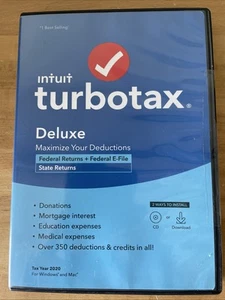 #1 Best-Selling
intuit
turbotax®
Deluxe
Maximize Your Deductions
Federal Returns + Federal E-File
State Returns
• Donations
• Mortgage interest
• Education expenses
• Medical expenses
• Over 350 deductions & credits in all!
2 WAYS TO INSTALL
CD or Download
Tax Year 2020
For Windows® and Mac®